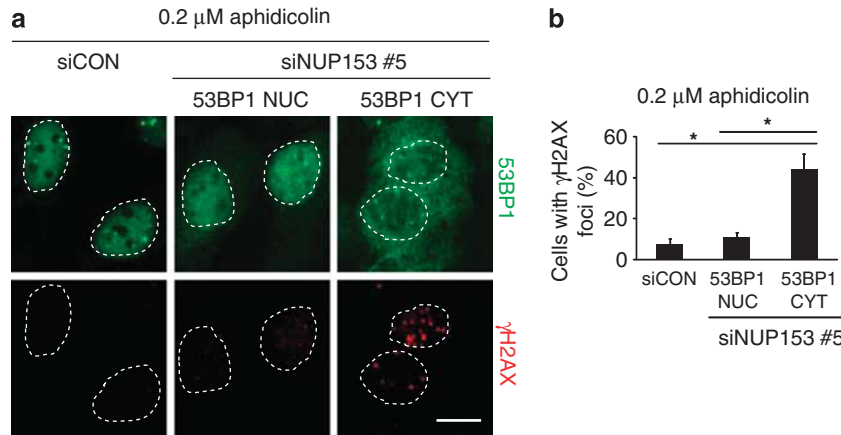 a
0.2 μM aphidicolin
siCON
siNUP153 #5
53BP1 NUC
53BP1 CYT
53BP1
γH2AX
b
0.2 μM aphidicolin
*
*
Cells with γH2AX
foci (%)
60
40
20
0
siCON
53BP1
NUC
53BP1
CYT
siNUP153 #5